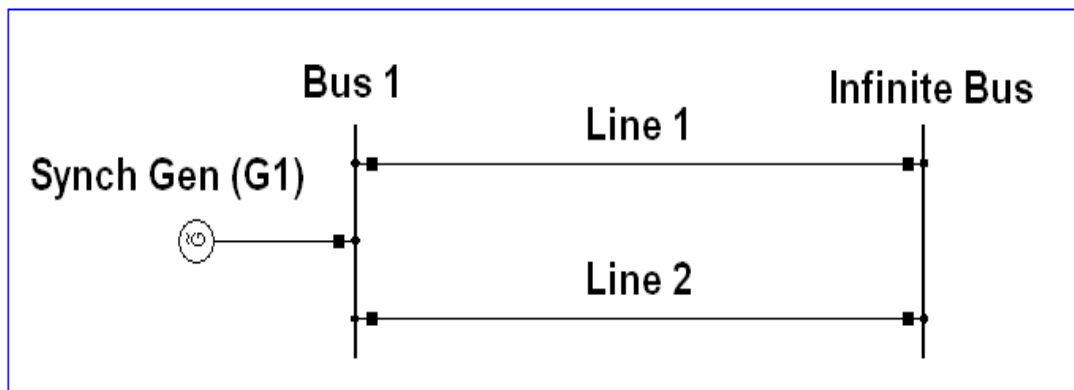 Bus 1
Infinite Bus
Line 1
Synch Gen (G1)
G
Line 2